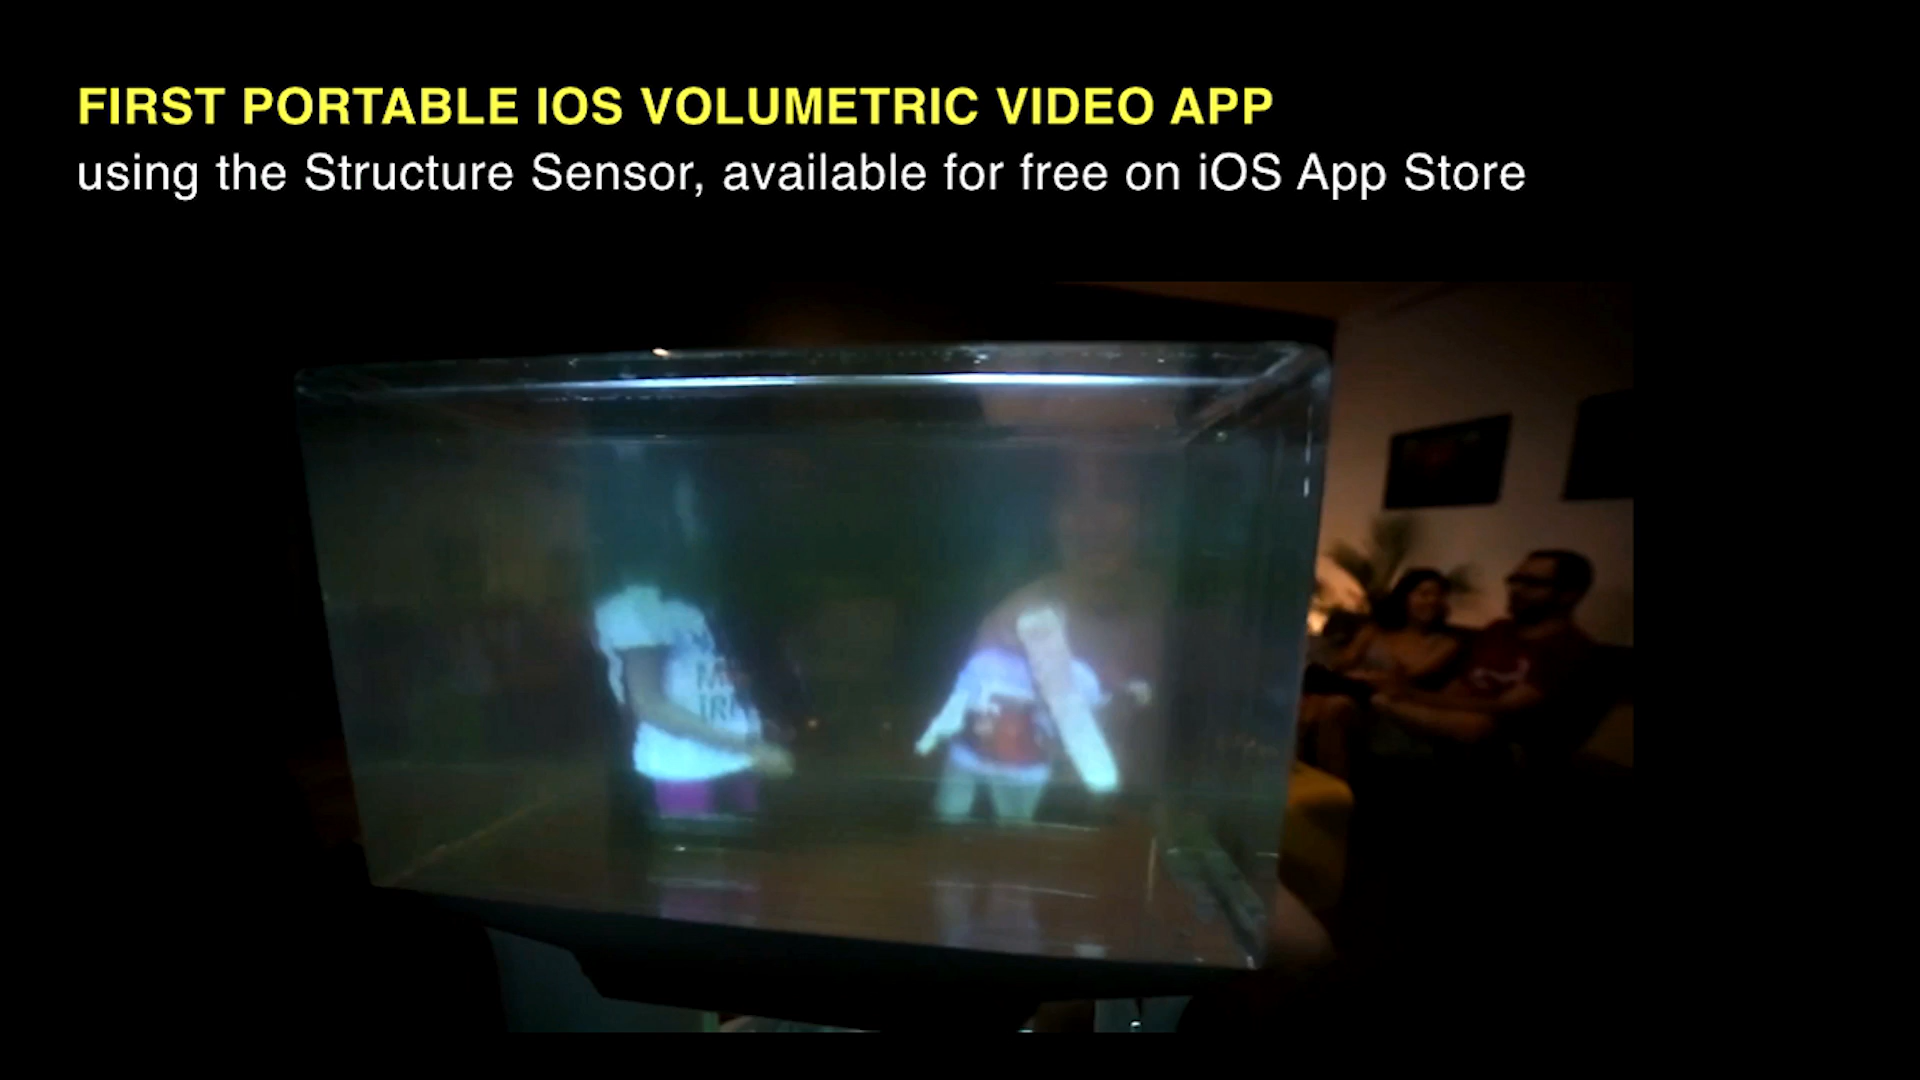 FIRST PORTABLE IOS VOLUMETRIC VIDEO APP
using the Structure Sensor, available for free on iOS App Store